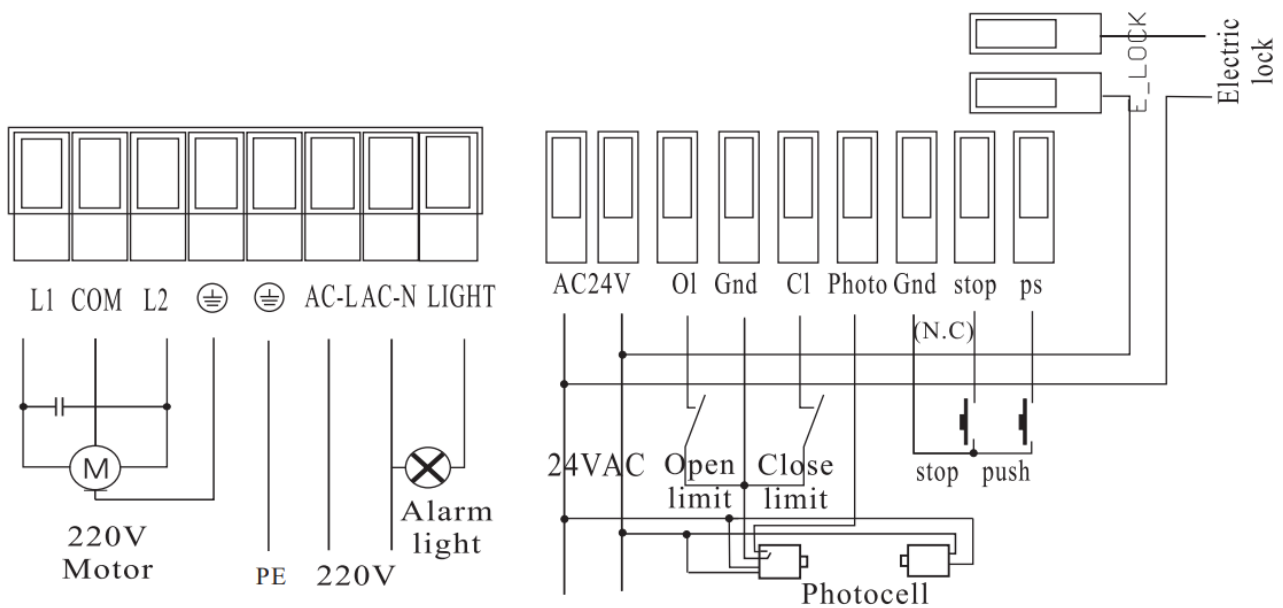 E_LOCK
Electric
lock
L1 COM L2 AC-L AC-N LIGHT
AC24V Ol Gnd Cl Photo Gnd stop ps
(N.C)
M
24VAC Open
limit
Close
limit
stop push
220V
Motor
PE
220V
Alarm
light
Photocell